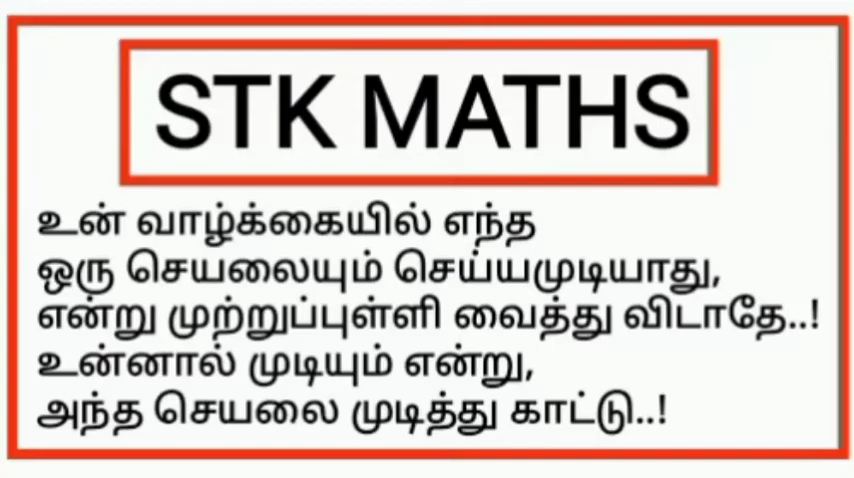 STK MATHS
உன் வாழ்க்கையில் எந்த
ஒரு செயலையும் செய்யமுடியாது,
என்று முற்றுப்புள்ளி வைத்து விடாதே..!
உன்னால் முடியும் என்று,
அந்த செயலை முடித்து காட்டு..!